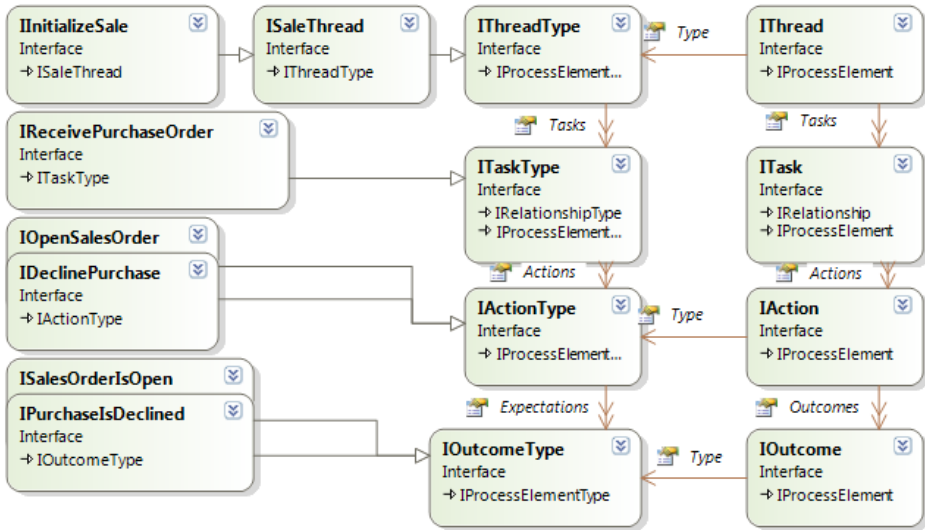 IInitializeSale
Interface
ISaleThread
ISaleThread
Interface
IThreadType
IThreadType
Interface
IProcessElement...
Type
IThread
Interface
IProcessElement
Tasks
Tasks
IReceivePurchaseOrder
Interface
ITaskType
ITaskType
Interface
IRelationshipType
IProcessElement...
ITask
Interface
IRelationship
IProcessElement
Actions
Actions
IOpenSalesOrder
IDeclinePurchase
Interface
IActionType
IActionType
Interface
IProcessElement...
Type
IAction
Interface
IProcessElement
Expectations
Outcomes
ISalesOrderIsOpen
IPurchaseIsDeclined
Interface
IOutcomeType
IOutcomeType
Interface
IProcessElementType
Type
IOutcome
Interface
IProcessElement